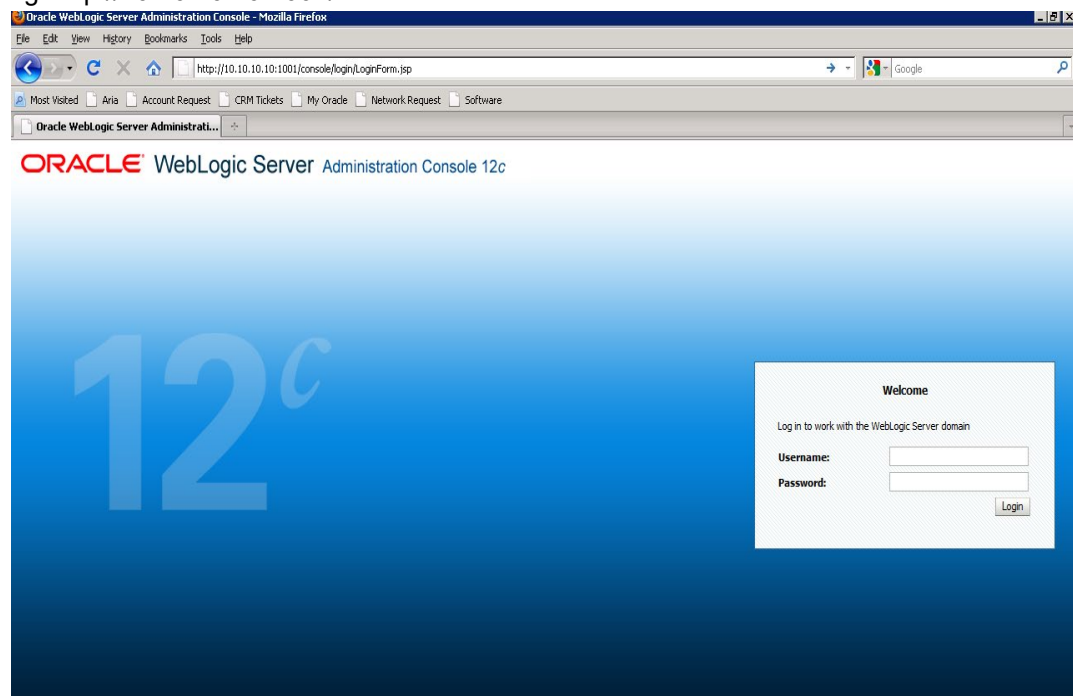 Oracle WebLogic Server Administration Console - Mozilla Firefox
File Edit View History Bookmarks Tools Help
http://10.10.10.10:1001/console/login/LoginForm.jsp
Google
Most Visited Aria Account Request CRM Tickets My Oracle Network Request Software
Oracle WebLogic Server Administrati...
ORACLE WebLogic Server Administration Console 12c
12c
Welcome
Log in to work with the WebLogic Server domain
Username:
Password:
Login